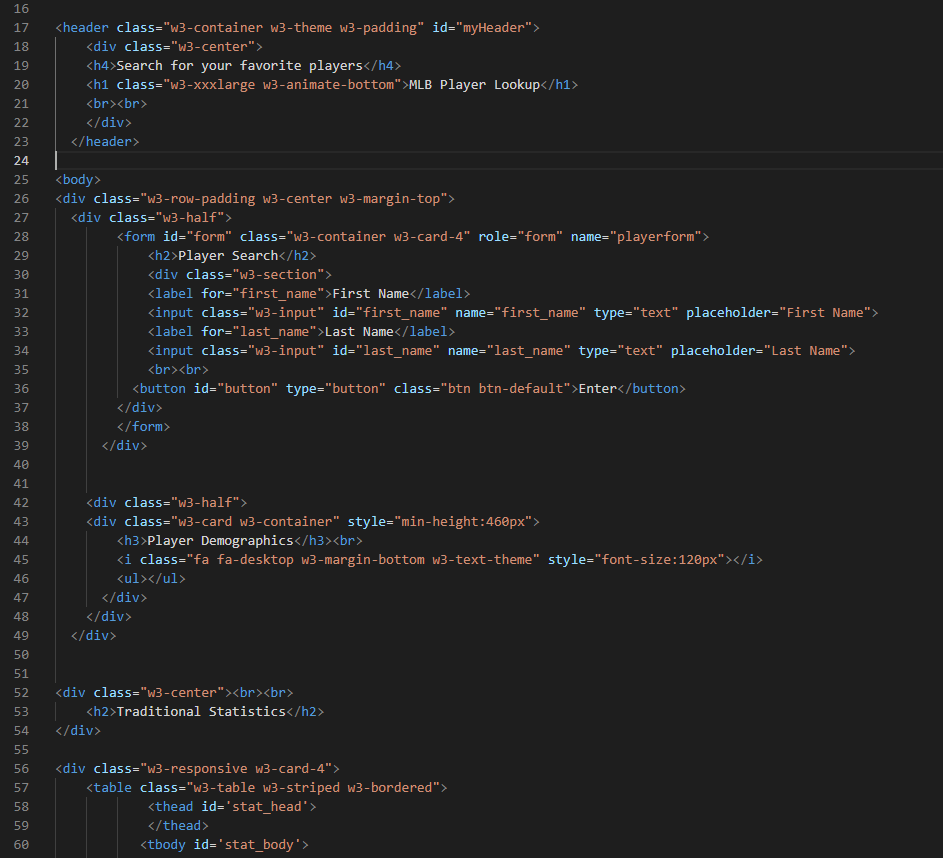 16
17 <header class="w3-container w3-theme w3-padding" id="myHeader">
18 <div class="w3-center">
19 <h4>Search for your favorite players</h4>
20 <h1 class="w3-xxxlarge w3-animate-bottom">MLB Player Lookup</h1>
21 <br><br>
22 </div>
23 </header>
24
25 <body>
26 <div class="w3-row-padding w3-center w3-margin-top">
27 <div class="w3-half">
28 <form id="form" class="w3-container w3-card-4" role="form" name="playerform">
29 <h2>Player Search</h2>
30 <div class="w3-section">
31 <label for="first_name">First Name</label>
32 <input class="w3-input" id="first_name" name="first_name" type="text" placeholder="First Name">
33 <label for="last_name">Last Name</label>
34 <input class="w3-input" id="last_name" name="last_name" type="text" placeholder="Last Name">
35 <br><br>
36 <button id="button" type="button" class="btn btn-default">Enter</button>
37 </div>
38 </form>
39 </div>
40
41
42 <div class="w3-half">
43 <div class="w3-card w3-container" style="min-height:460px">
44 <h3>Player Demographics</h3><br>
45 <i class="fa fa-desktop w3-margin-bottom w3-text-theme" style="font-size:120px"></i>
46 <ul></ul>
47 </div>
48 </div>
49 </div>
50
51
52 <div class="w3-center"><br><br>
53 <h2>Traditional Statistics</h2>
54 </div>
55
56 <div class="w3-responsive w3-card-4">
57 <table class="w3-table w3-striped w3-bordered">
58 <thead id='stat_head'>
59 </thead>
60 <tbody id='stat_body'>